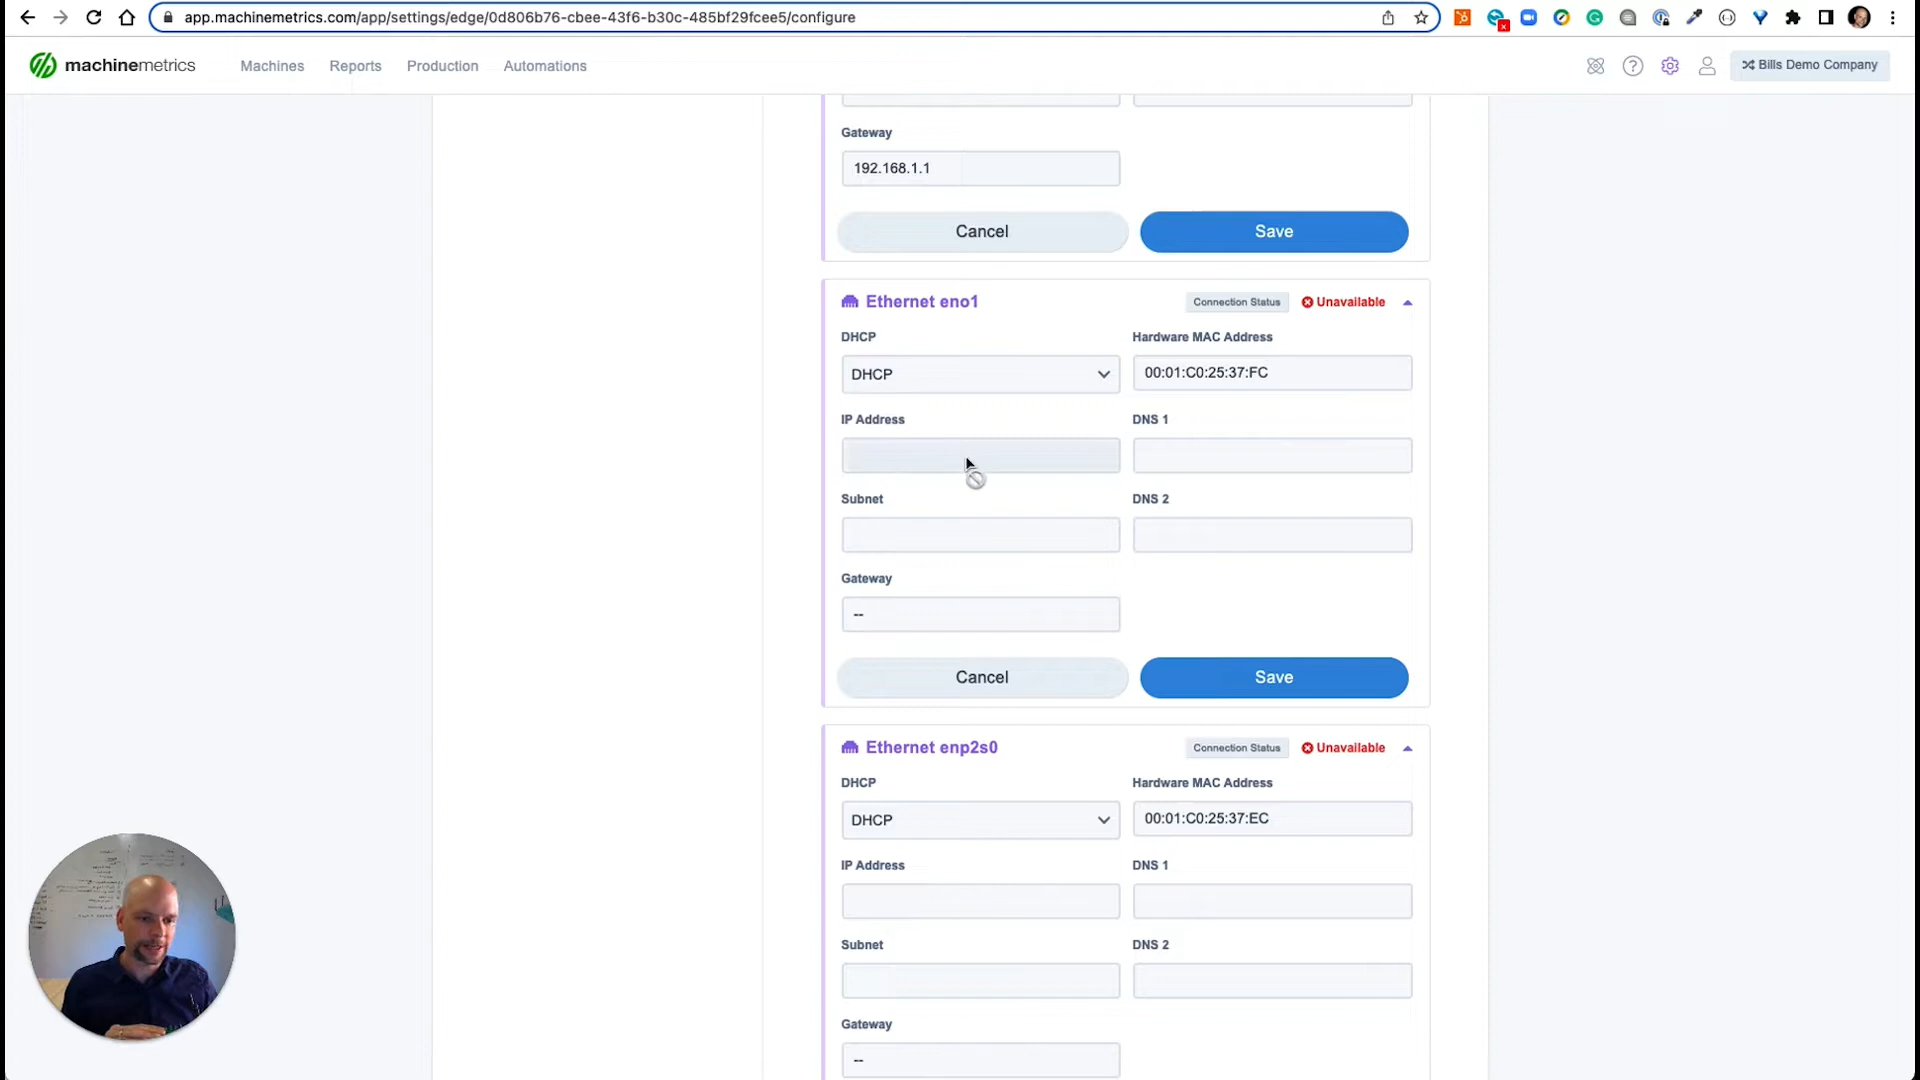 app.machinemetrics.com/app/settings/edge/0d806b76-cbee-43f6-b30c-485bf29fcee5/configure
machinemetrics
Machines
Reports
Production
Automations
Bills Demo Company
Gateway
192.168.1.1
Cancel
Save
Ethernet eno1
Connection Status
Unavailable
DHCP
Hardware MAC Address
DHCP
00:01:C0:25:37:FC
IP Address
DNS 1
Subnet
DNS 2
Gateway
--
Cancel
Save
Ethernet enp2s0
Connection Status
Unavailable
DHCP
Hardware MAC Address
DHCP
00:01:C0:25:37:EC
IP Address
DNS 1
Subnet
DNS 2
Gateway
--